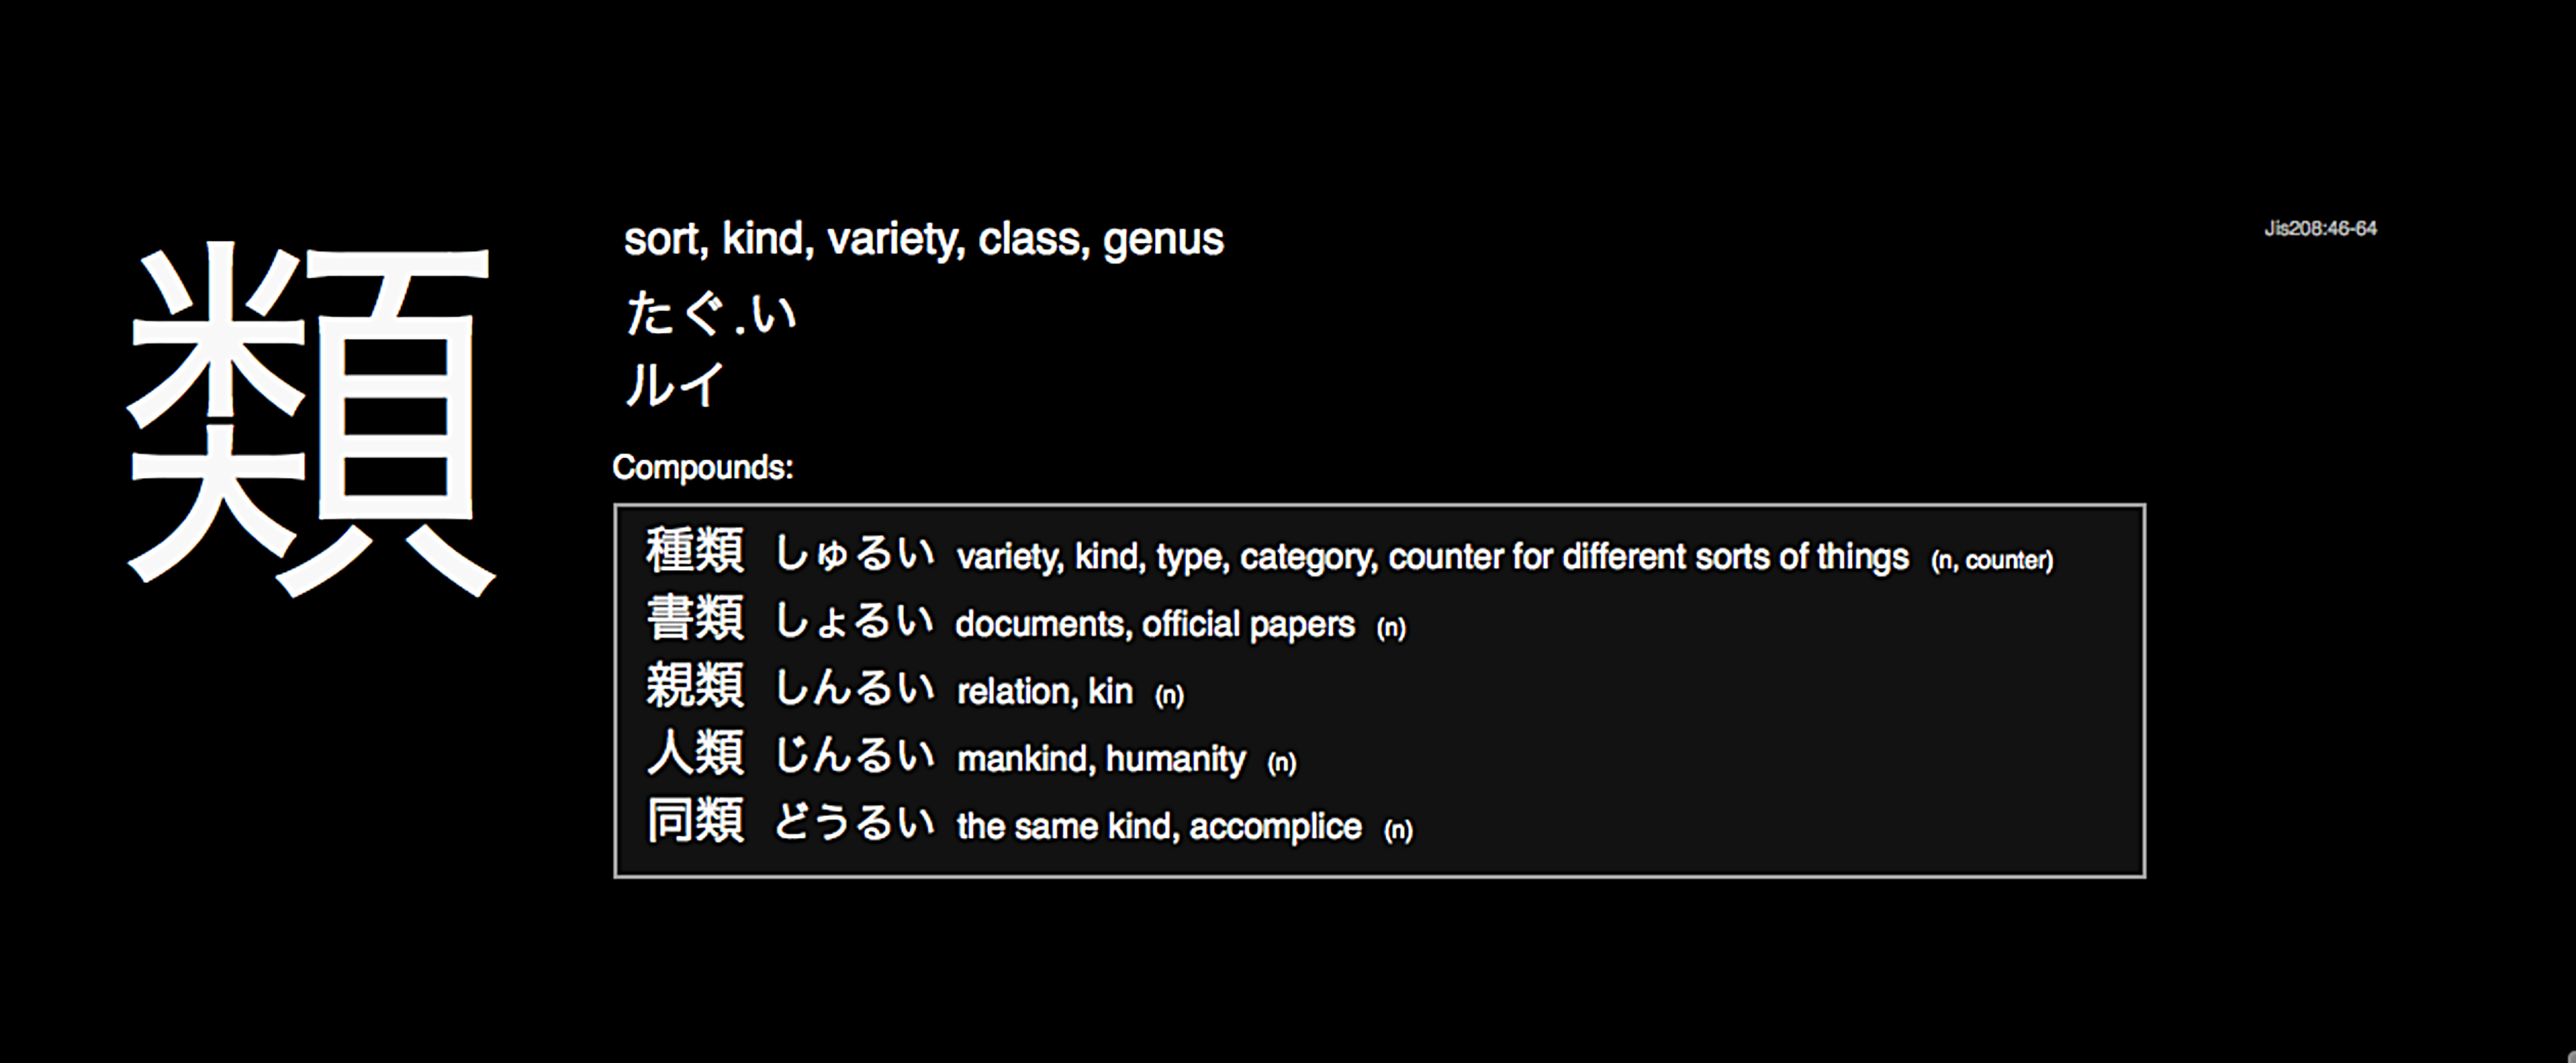 類
sort, kind, variety, class, genus
Jis208:46-64
たぐ.い
ルイ
Compounds:
種類 しゅるい variety, kind, type, category, counter for different sorts of things (n, counter)
書類 しょるい documents, official papers (n)
親類 しんるい relation, kin (n)
人類 じんるい mankind, humanity (n)
同類 どうるい the same kind, accomplice (n)